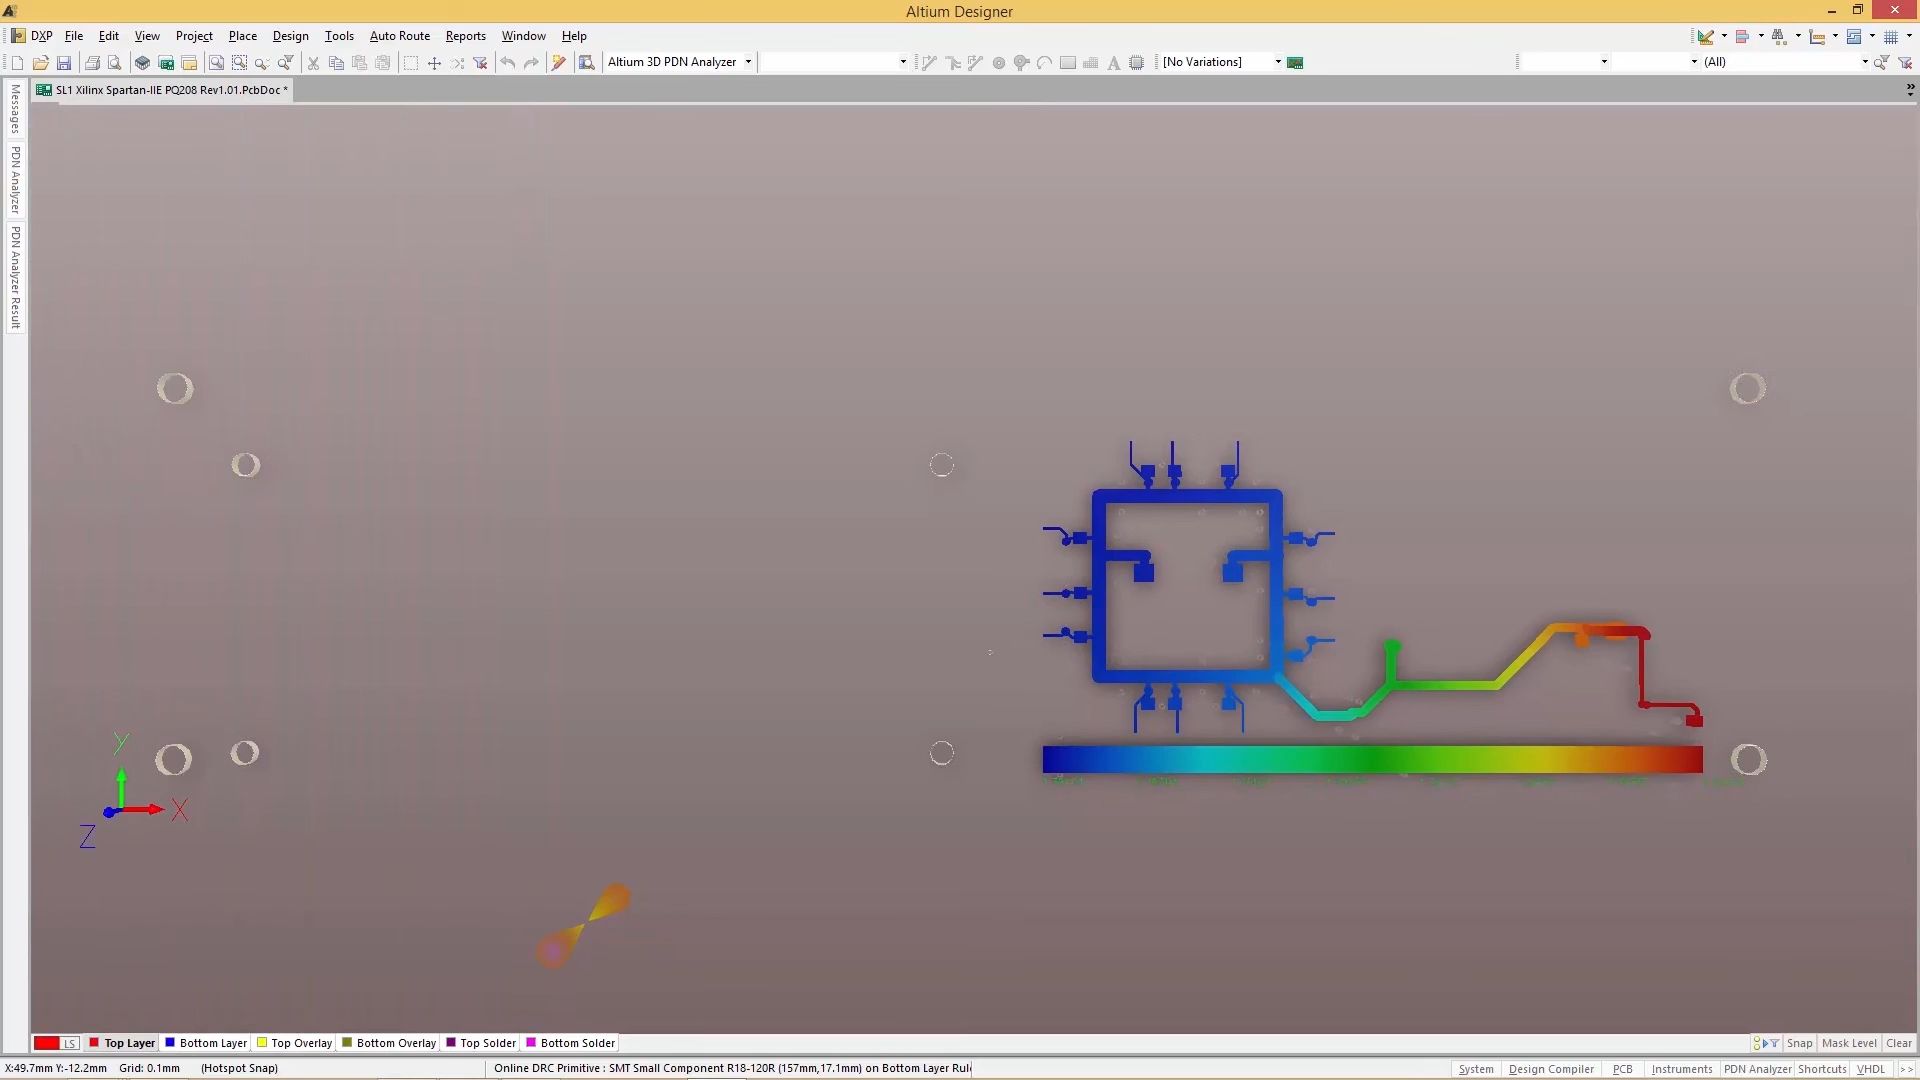 Altium Designer
DXP File Edit View Project Place Design Tools Auto Route Reports Window Help
Altium 3D PDN Analyzer [No Variations] (All)
SL1 Xilinx Spartan-IIE PQ208 Rev1.01.PcbDoc *
Messages
PDN Analyzer
PDN Analyzer Result
Y
X
Z
LS Top Layer Bottom Layer Top Overlay Bottom Overlay Top Solder Bottom Solder Snap Mask Level Clear
X:49.7mm Y:-12.2mm Grid: 0.1mm (Hotspot Snap) Online DRC Primitive : SMT Small Component R18-120R (157mm,17.1mm) on Bottom Layer Rul System Design Compiler PCB Instruments PDN Analyzer Shortcuts VHDL >>